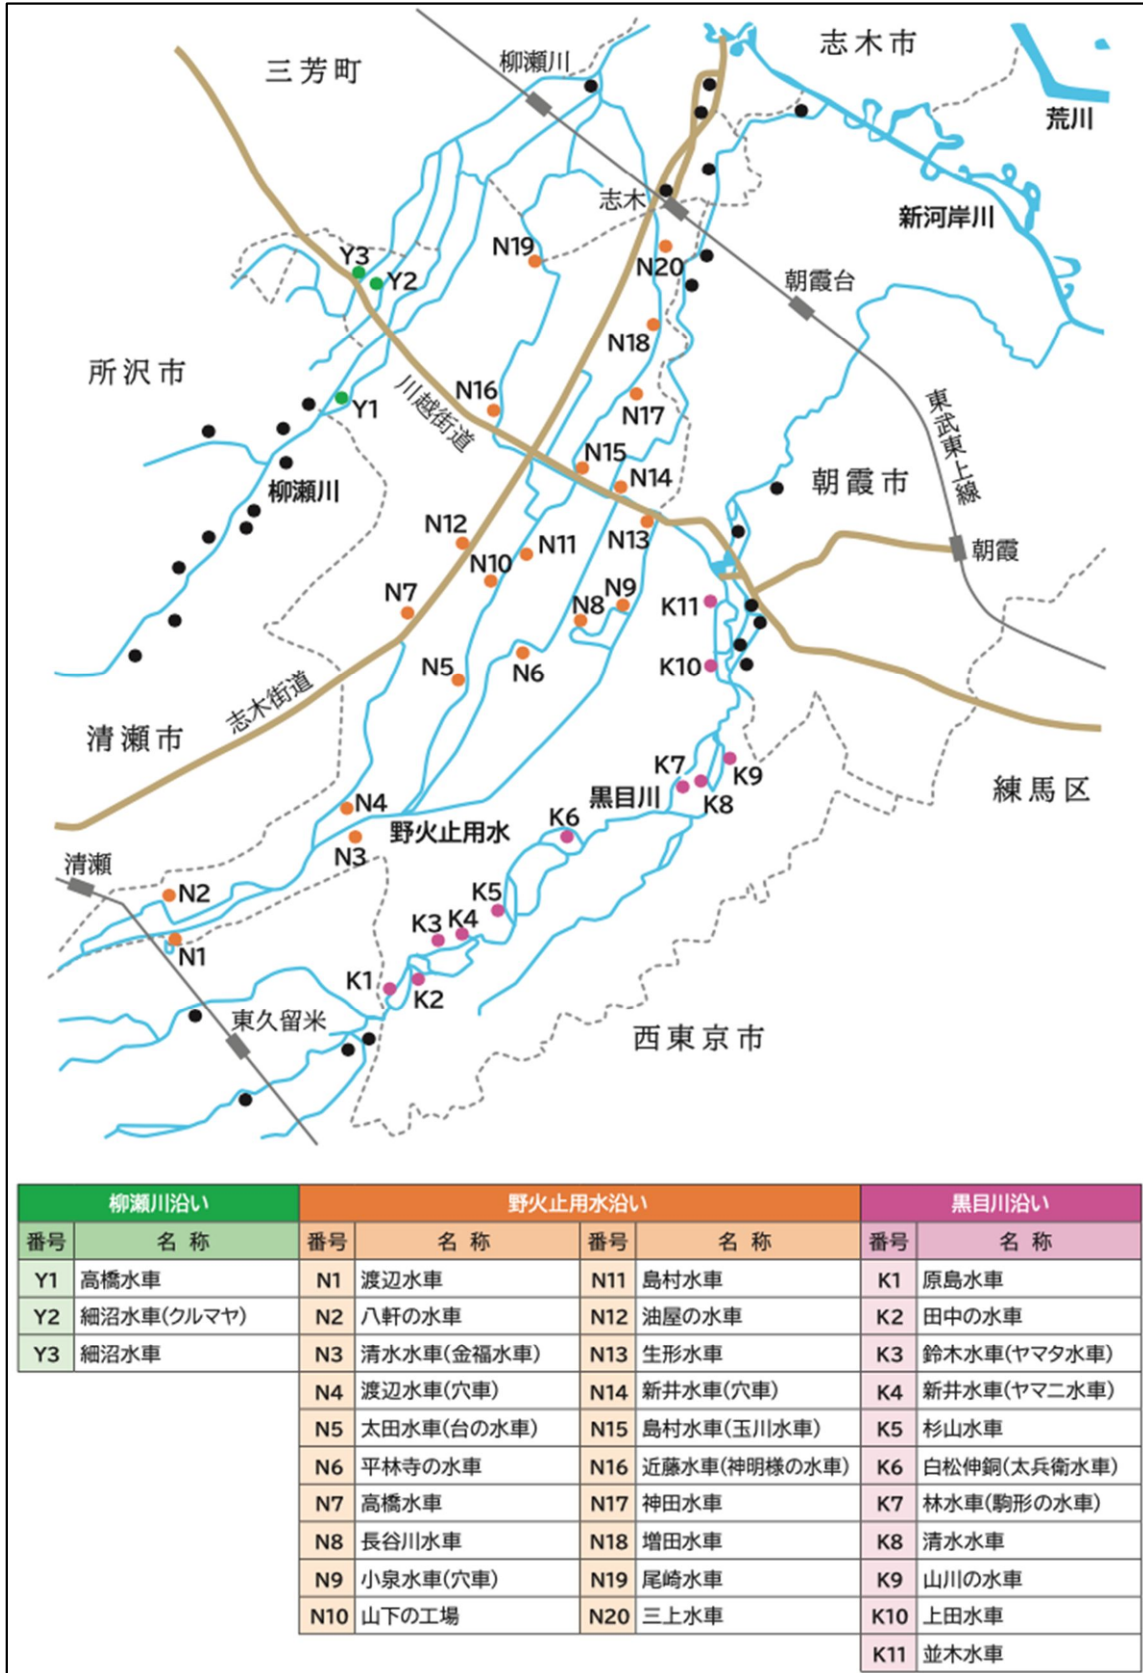 三芳町
柳瀬川
志木市
荒川
志木
新河岸川
Y3
Y2
N19
N20
朝霞台
所沢市
N18
川越街道
N16
N17
東武東上線
Y1
N15
N14
朝霞市
柳瀬川
N12
N13
N11
N10
朝霞
N7
N8
N9
K11
N5
N6
K10
志木街道
清瀬市
K7
K9
黒目川
K8
練馬区
N4
野火止用水
K6
N3
清瀬
N2
K5
K3
K4
N1
K1
K2
東久留米
西東京市
柳瀬川沿い 野火止用水沿い 黒目川沿い
番号 名称 番号 名称 番号 名称 番号 名称
Y1 高橋水車 N1 渡辺水車 N11 島村水車 K1 原島水車
Y2 細沼水車(クルマヤ) N2 八軒の水車 N12 油屋の水車 K2 田中の水車
Y3 細沼水車 N3 清水水車(金福水車) N13 生形水車 K3 鈴木水車(ヤマタ水車)
N4 渡辺水車(穴車) N14 新井水車(穴車) K4 新井水車(ヤマニ水車)
N5 太田水車(台の水車) N15 島村水車(玉川水車) K5 杉山水車
N6 平林寺の水車 N16 近藤水車(神明様の水車) K6 白松伸銅(太兵衛水車)
N7 高橋水車 N17 神田水車 K7 林水車(駒形の水車)
N8 長谷川水車 N18 増田水車 K8 清水水車
N9 小泉水車(穴車) N19 尾崎水車 K9 山川の水車
N10 山下の工場 N20 三上水車 K10 上田水車
K11 並木水車